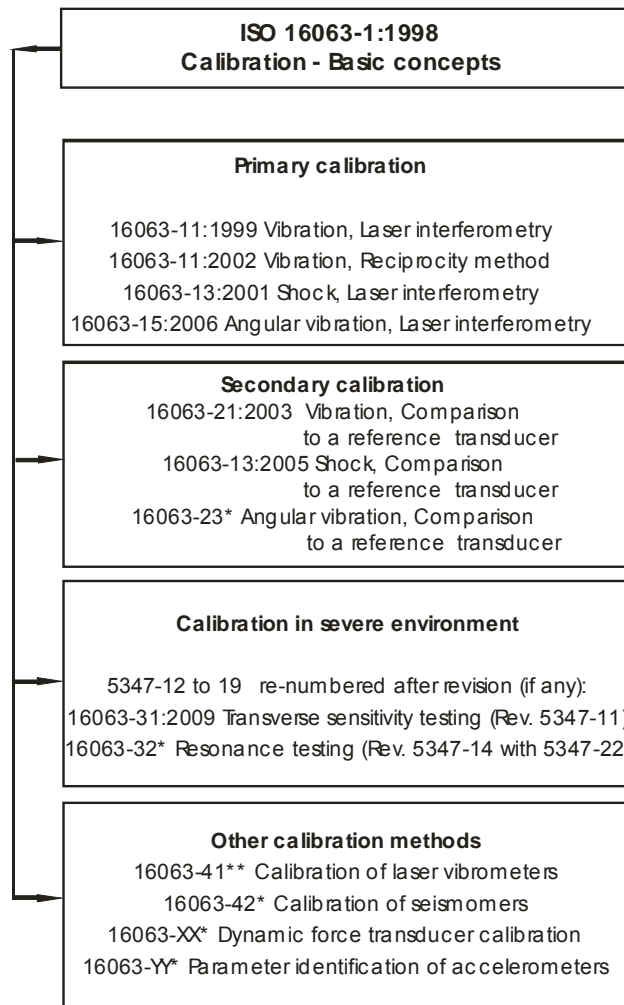 ISO 16063-1:1998
Calibration - Basic concepts
Primary calibration
16063-11:1999 Vibration, Laser interferometry
16063-11:2002 Vibration, Reciprocity method
16063-13:2001 Shock, Laser interferometry
16063-15:2006 Angular vibration, Laser interferometry
Secondary calibration
16063-21:2003 Vibration, Comparison
to a reference transducer
16063-13:2005 Shock, Comparison
to a reference transducer
16063-23* Angular vibration, Comparison
to a reference transducer
Calibration in severe environment
5347-12 to 19 re-numbered after revision (if any):
16063-31:2009 Transverse sensitivity testing (Rev. 5347-11)
16063-32* Resonance testing (Rev. 5347-14 with 5347-22
Other calibration methods
16063-41** Calibration of laser vibrometers
16063-42* Calibration of seismomers
16063-XX* Dynamic force transducer calibration
16063-YY* Parameter identification of accelerometers